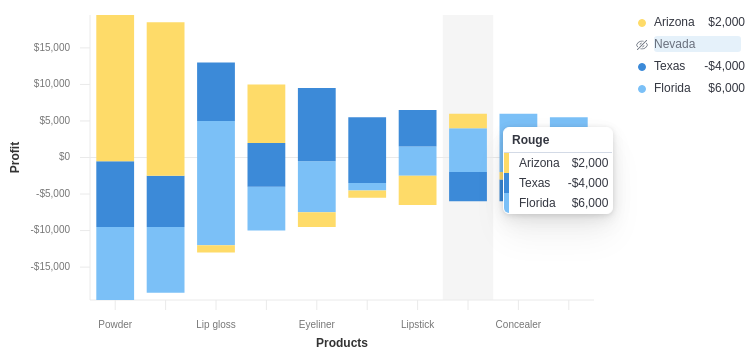 Profit
$15,000
$10,000
$5,000
$0
-$5,000
-$10,000
-$15,000
Powder
Lip gloss
Eyeliner
Lipstick
Concealer
Products
Rouge
Arizona $2,000
Texas -$4,000
Florida $6,000
Arizona $2,000
Nevada
Texas -$4,000
Florida $6,000